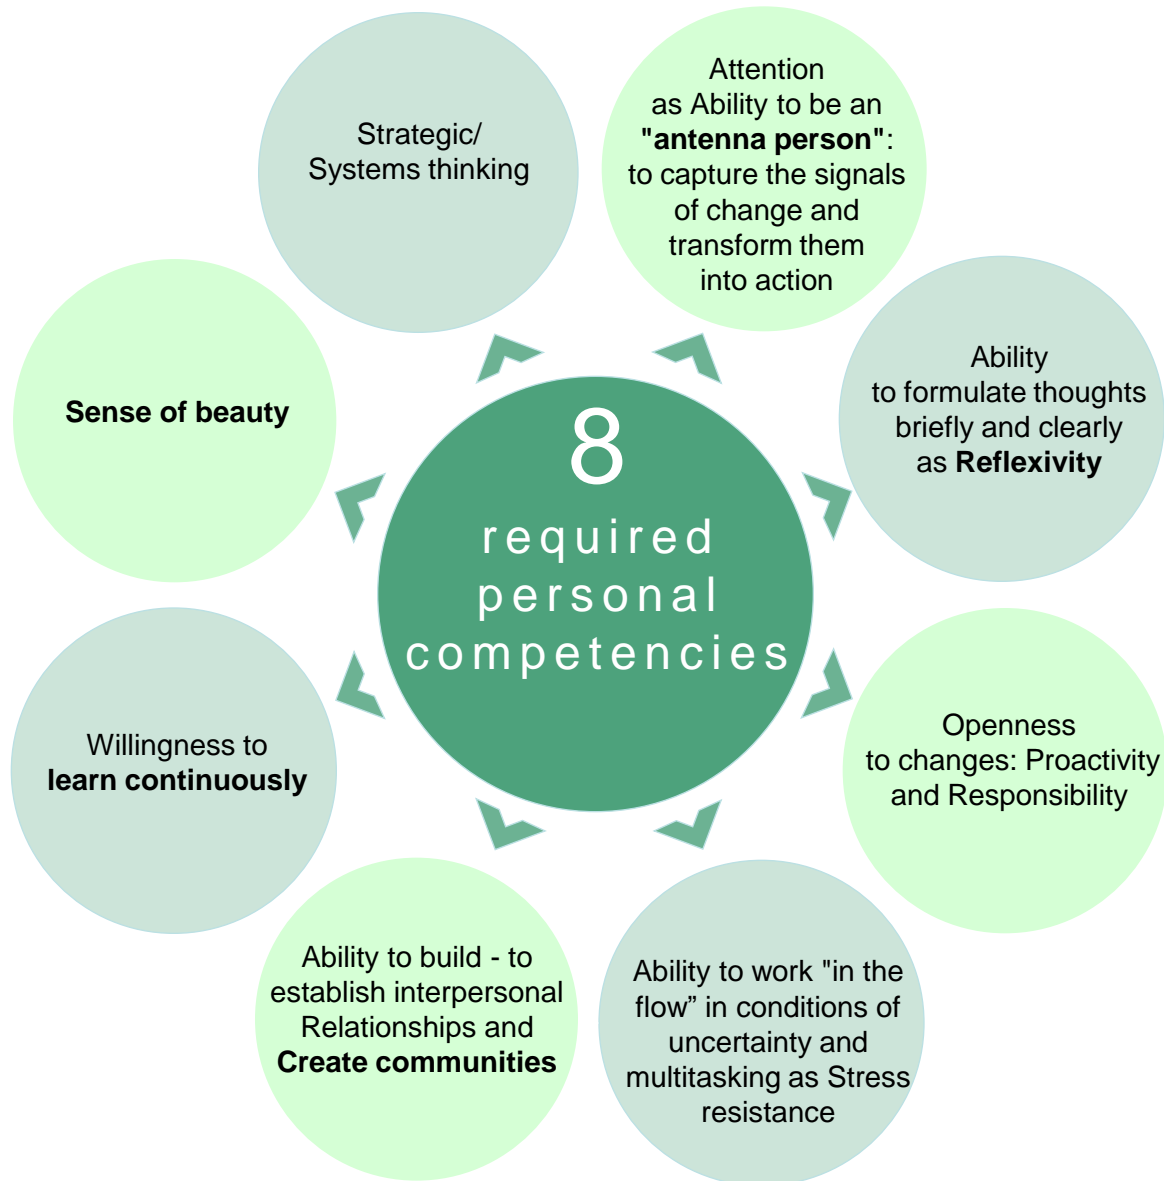 8
required
personal
competencies
Attention
as Ability to be an
"antenna person":
to capture the signals
of change and
transform them
into action
Ability
to formulate thoughts
briefly and clearly
as Reflexivity
Openness
to changes: Proactivity
and Responsibility
Ability to work "in the
flow” in conditions of
uncertainty and
multitasking as Stress
resistance
Ability to build - to
establish interpersonal
Relationships and
Create communities
Willingness to
learn continuously
Sense of beauty
Strategic/
Systems thinking